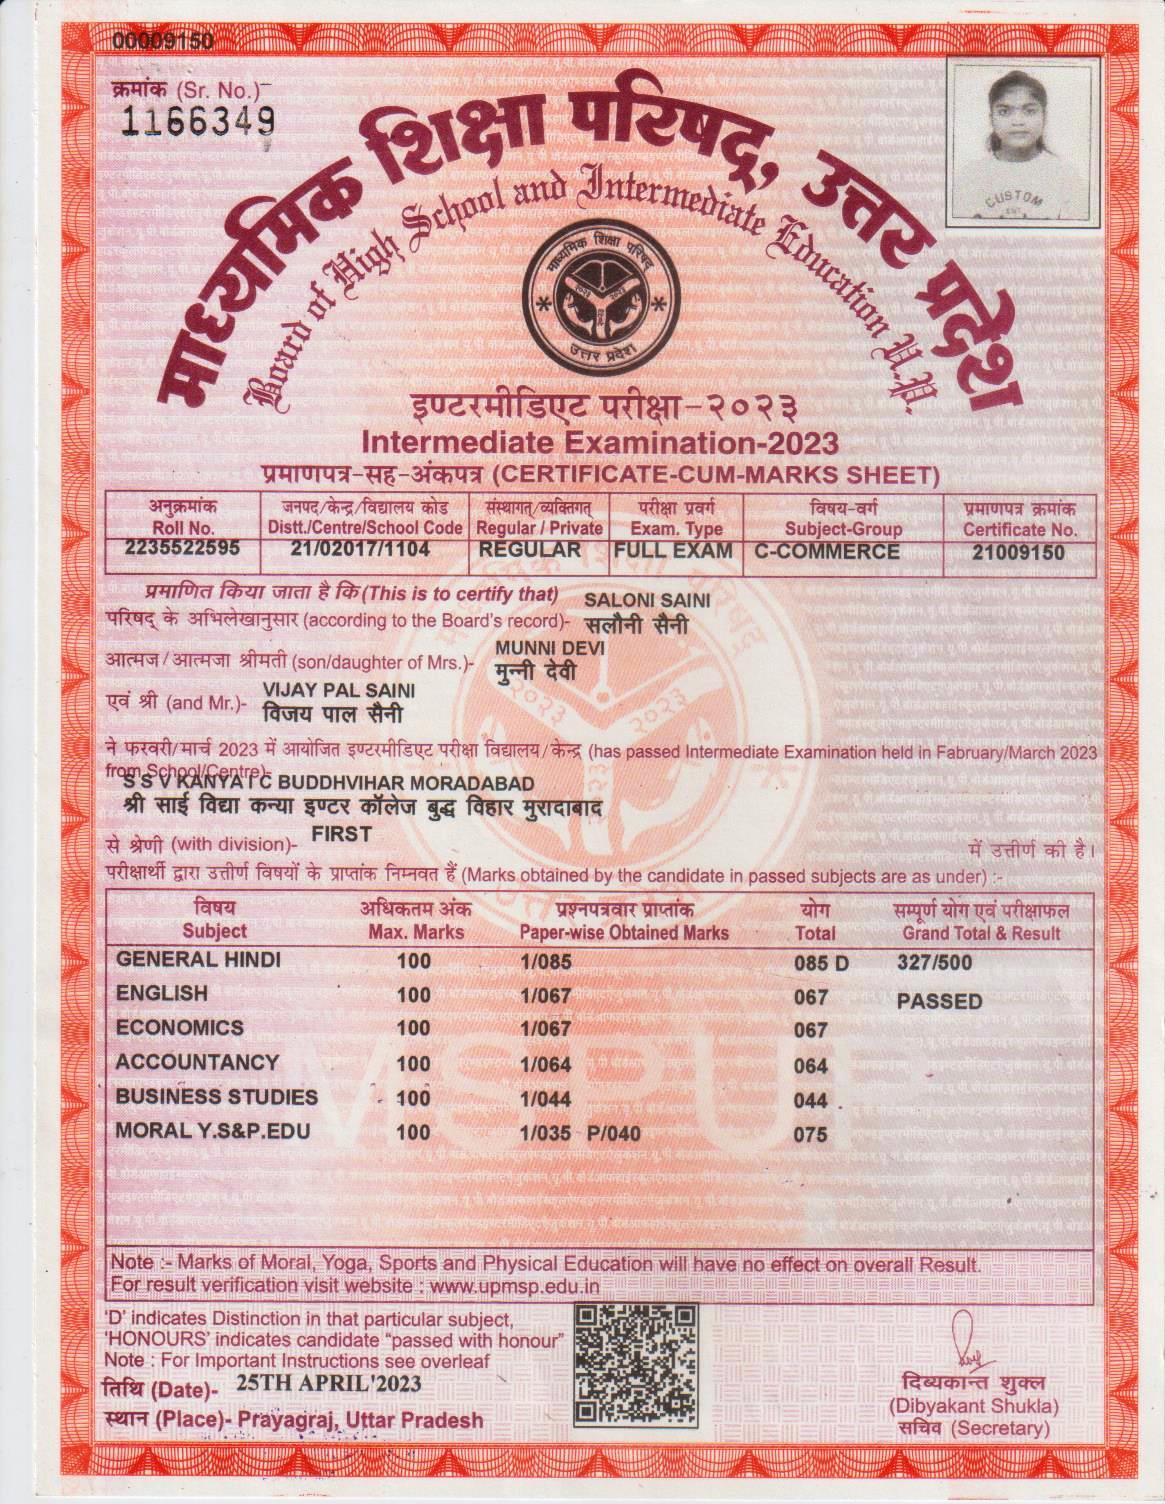 00009150
क्रमांक (Sr. No.)-
1166349
माध्यमिक शिक्षा परिषद्, उत्तर प्रदेश
Board of High School and Intermediate Education U.P.
CUSTOM
माध्यमिक शिक्षा परिषद
उत्तर प्रदेश
इण्टरमीडिएट परीक्षा-२०२३
Intermediate Examination-2023
प्रमाणपत्र-सह-अंकपत्र (CERTIFICATE-CUM-MARKS SHEET)
अनुक्रमांक जनपद/केन्द्र/विद्यालय कोड संस्थागत्/व्यक्तिगत् परीक्षा प्रवर्ग विषय-वर्ग प्रमाणपत्र क्रमांक
Roll No. Distt./Centre/School Code Regular / Private Exam. Type Subject-Group Certificate No.
2235522595 21/02017/1104 REGULAR FULL EXAM C-COMMERCE 21009150
प्रमाणित किया जाता है कि (This is to certify that) SALONI SAINI
परिषद् के अभिलेखानुसार (according to the Board's record)- सलौनी सैनी
MUNNI DEVI
आत्मज/आत्मजा श्रीमती (son/daughter of Mrs.)- मुन्नी देवी
VIJAY PAL SAINI
एवं श्री (and Mr.)- विजय पाल सैनी
ने फरवरी/मार्च 2023 में आयोजित इण्टरमीडिएट परीक्षा विद्यालय/केन्द्र (has passed Intermediate Examination held in Fabruary/March 2023
from School/Centre)-
S S V KANYA I C BUDDHVIHAR MORADABAD
श्री साई विद्या कन्या इण्टर कॉलेज बुद्ध विहार मुरादाबाद
FIRST
से श्रेणी (with division)- में उत्तीर्ण की है।
परीक्षार्थी द्वारा उत्तीर्ण विषयों के प्राप्तांक निम्नवत हैं (Marks obtained by the candidate in passed subjects are as under) :-
विषय अधिकतम अंक प्रश्नपत्रवार प्राप्तांक योग सम्पूर्ण योग एवं परीक्षाफल
Subject Max. Marks Paper-wise Obtained Marks Total Grand Total & Result
GENERAL HINDI 100 1/085 085 D 327/500
ENGLISH 100 1/067 067 PASSED
ECONOMICS 100 1/067 067
ACCOUNTANCY 100 1/064 064
BUSINESS STUDIES 100 1/044 044
MORAL Y.S&P.EDU 100 1/035 P/040 075
Note :- Marks of Moral, Yoga, Sports and Physical Education will have no effect on overall Result.
For result verification visit website : www.upmsp.edu.in
'D' indicates Distinction in that particular subject,
'HONOURS' indicates candidate "passed with honour"
Note : For Important Instructions see overleaf
तिथि (Date)- 25TH APRIL'2023
स्थान (Place)- Prayagraj, Uttar Pradesh
दिव्यकान्त शुक्ल
(Dibyakant Shukla)
सचिव (Secretary)